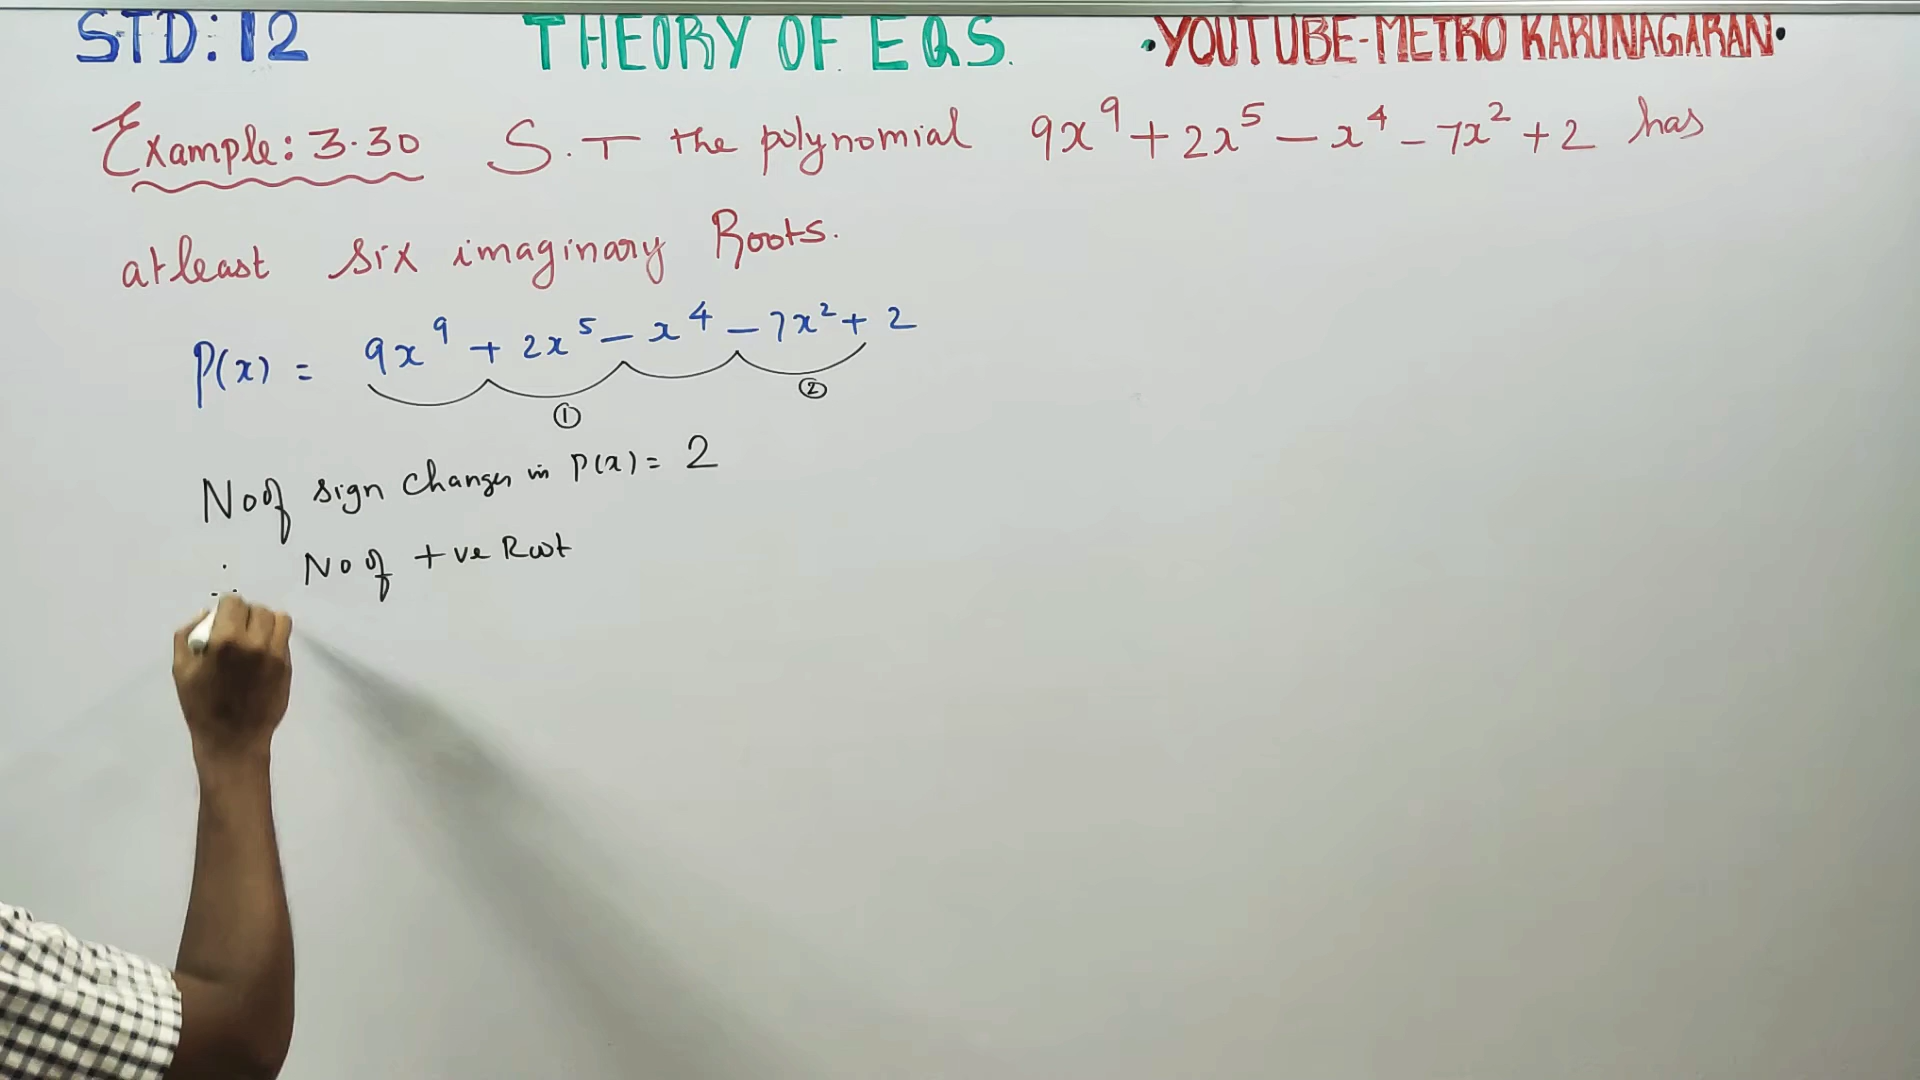 STD: 12 THEORY OF EQS. •YOUTUBE-METRO KARUNAGARAN•
Example: 3.30 S.T the polynomial 9x⁹ + 2x⁵ - x⁴ - 7x² + 2 has
atleast six imaginary Roots.
P(x) = 9x⁹ + 2x⁵ - x⁴ - 7x² + 2
① ②
No of sign changes in P(x) = 2
No of +ve Root